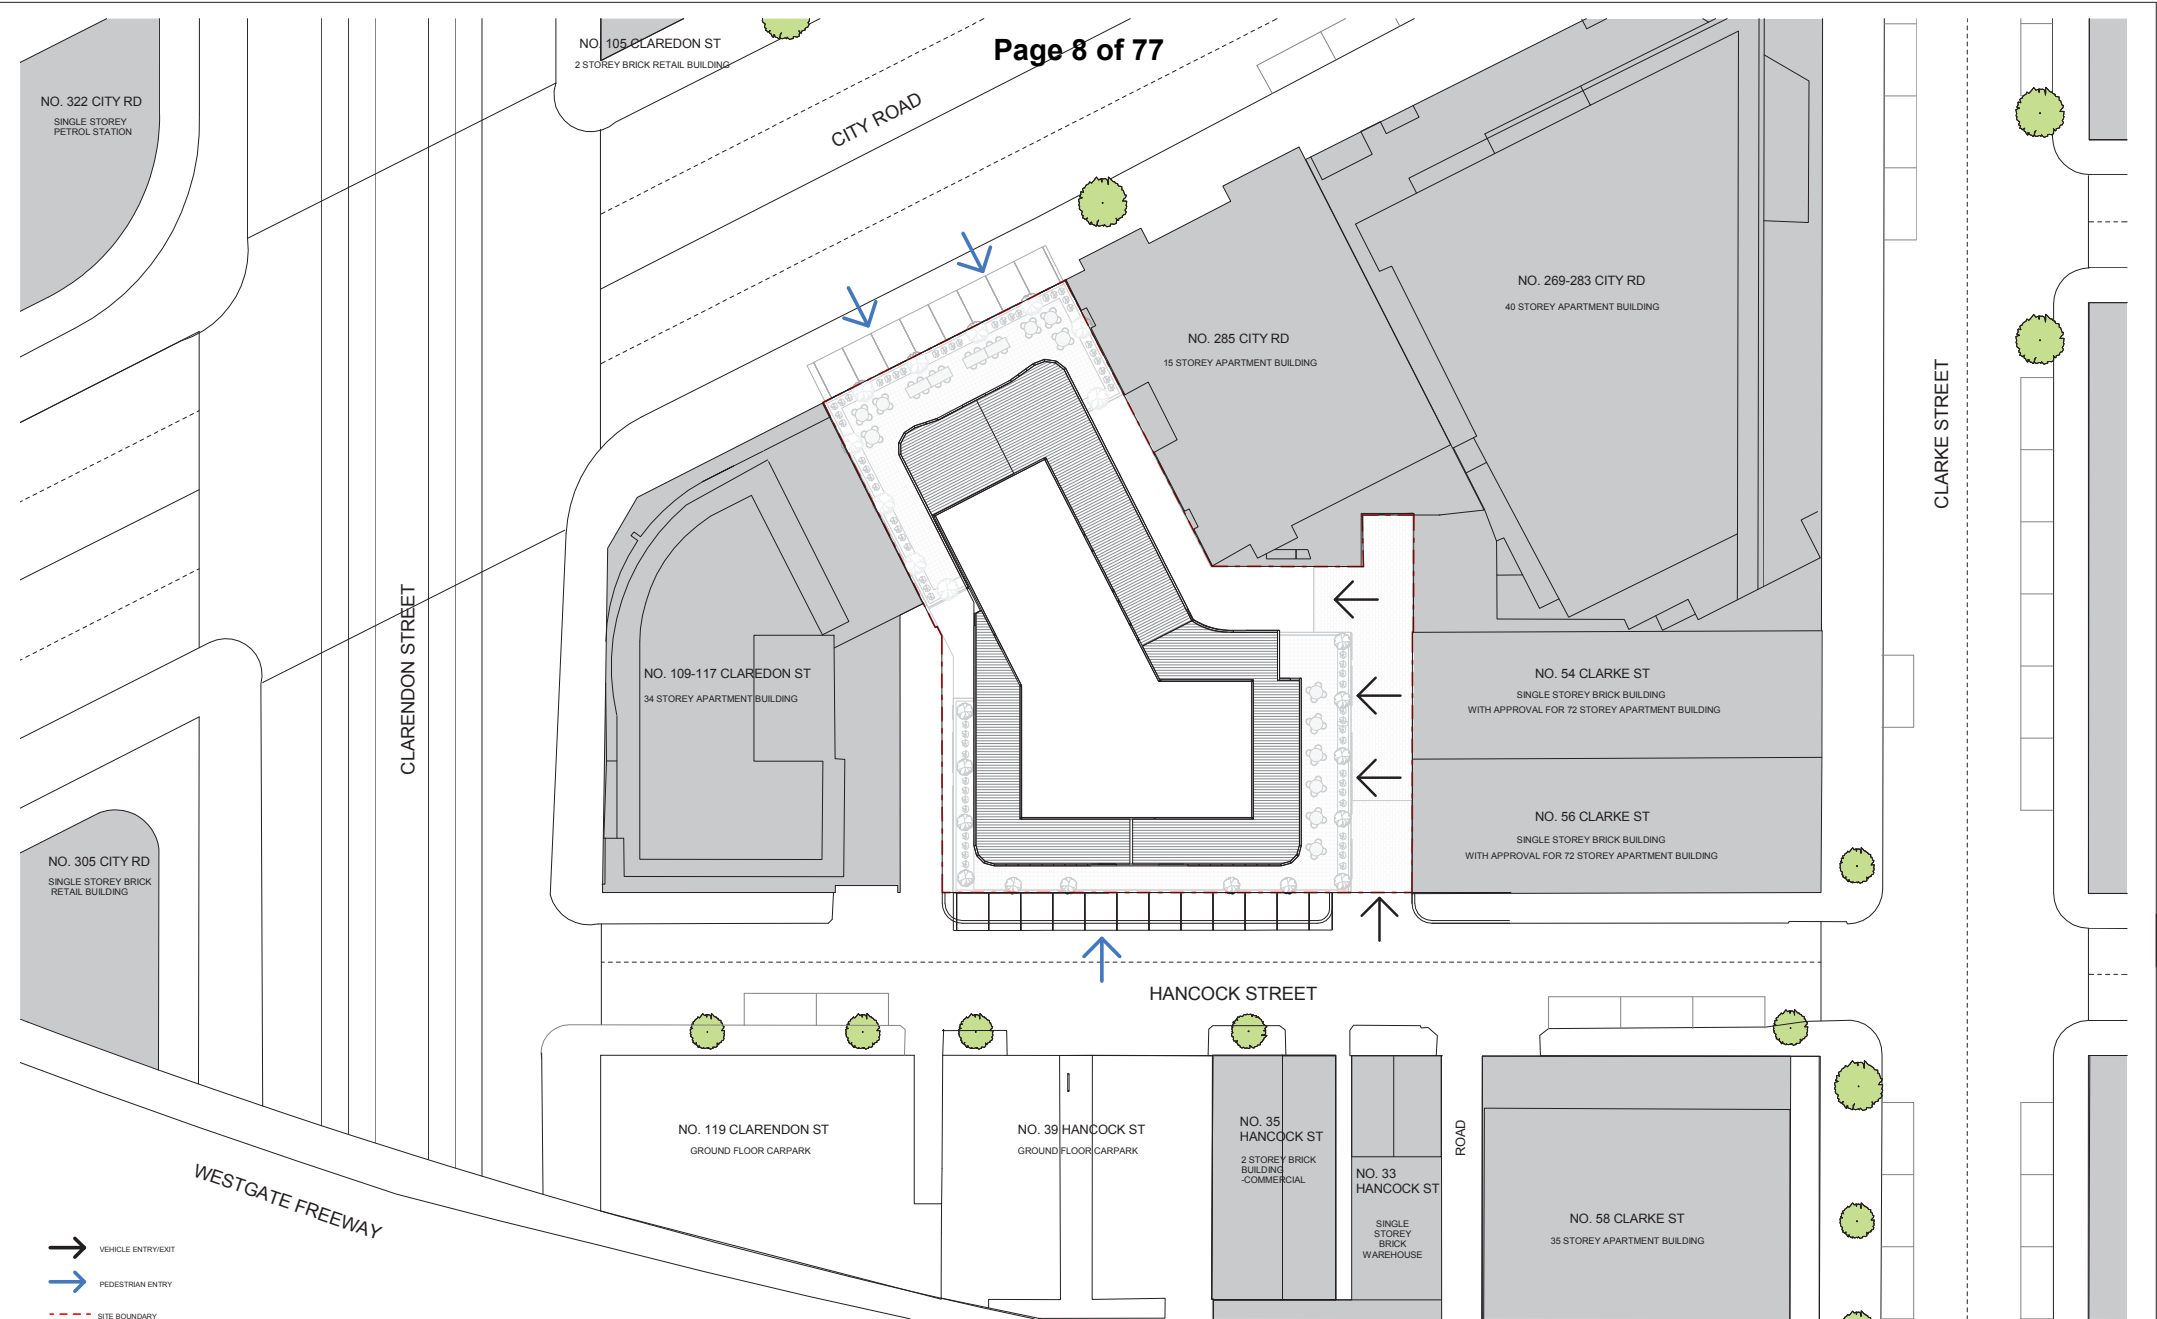 Page 8 of 77
NO. 105 CLAREDON ST
2 STOREY BRICK RETAIL BUILDING
NO. 322 CITY RD
SINGLE STOREY
PETROL STATION
CITY ROAD
NO. 269-283 CITY RD
40 STOREY APARTMENT BUILDING
NO. 285 CITY RD
15 STOREY APARTMENT BUILDING
CLARKE STREET
CLARENDON STREET
NO. 109-117 CLAREDON ST
34 STOREY APARTMENT BUILDING
NO. 54 CLARKE ST
SINGLE STOREY BRICK BUILDING
WITH APPROVAL FOR 72 STOREY APARTMENT BUILDING
NO. 56 CLARKE ST
SINGLE STOREY BRICK BUILDING
WITH APPROVAL FOR 72 STOREY APARTMENT BUILDING
NO. 305 CITY RD
SINGLE STOREY BRICK
RETAIL BUILDING
HANCOCK STREET
NO. 119 CLARENDON ST
GROUND FLOOR CARPARK
NO. 39 HANCOCK ST
GROUND FLOOR CARPARK
NO. 35
HANCOCK ST
2 STOREY BRICK
BUILDING
-COMMERCIAL
NO. 33
HANCOCK ST
SINGLE
STOREY
BRICK
WAREHOUSE
ROAD
NO. 58 CLARKE ST
35 STOREY APARTMENT BUILDING
WESTGATE FREEWAY
VEHICLE ENTRY/EXIT
PEDESTRIAN ENTRY
SITE BOUNDARY